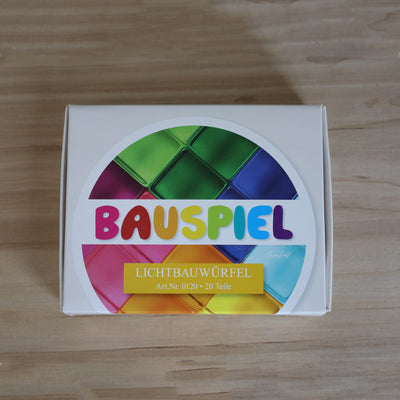 BAUSPIEL
LICHTBAUWÜRFEL
Art.Nr. 0120 • 20 Teile